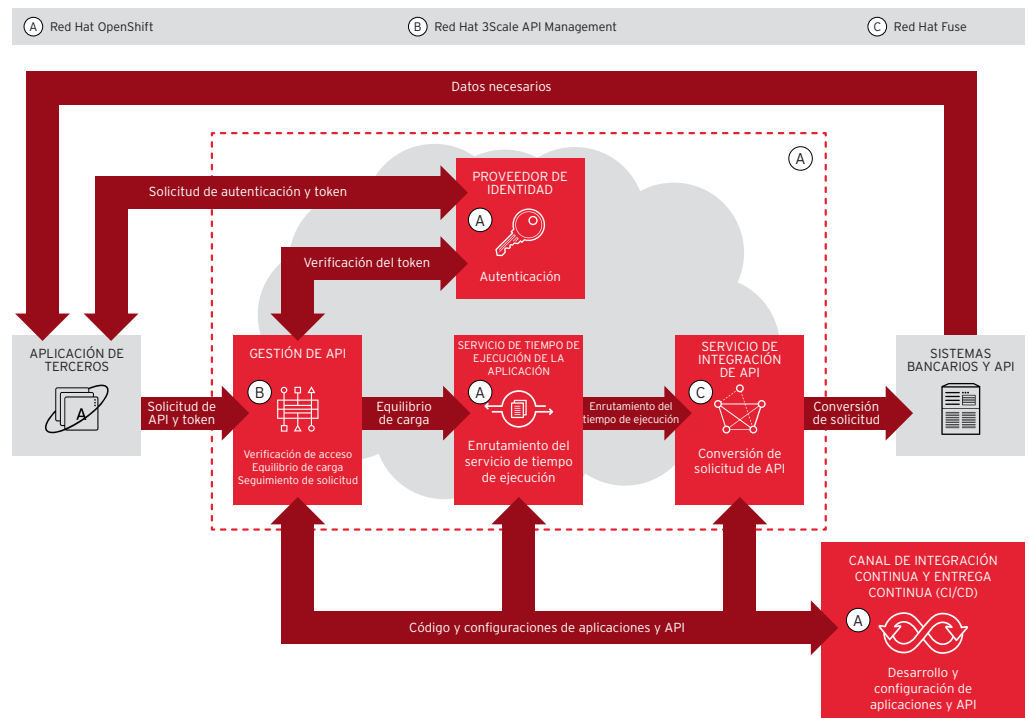 A Red Hat OpenShift
B Red Hat 3Scale API Management
C Red Hat Fuse
Datos necesarios
A
Solicitud de autenticación y token
PROVEEDOR DE
IDENTIDAD
A
Autenticación
Verificación del token
APLICACIÓN DE
TERCEROS
A
Solicitud de
API y token
GESTIÓN DE API
B
Verificación de acceso
Equilibrio de carga
Seguimiento de solicitud
Equilibrio
de carga
SERVICIO DE TIEMPO DE
EJECUCIÓN DE LA
APLICACIÓN
A
Enrutamiento del
servicio de tiempo
de ejecución
Enrutamiento del
tiempo de ejecución
SERVICIO DE
INTEGRACIÓN
DE API
C
Conversión de
solicitud de API
Conversión
de solicitud
SISTEMAS
BANCARIOS Y API
Código y configuraciones de aplicaciones y API
CANAL DE INTEGRACIÓN
CONTINUA Y ENTREGA
CONTINUA (CI/CD)
A
Desarrollo y
configuración de
aplicaciones y API